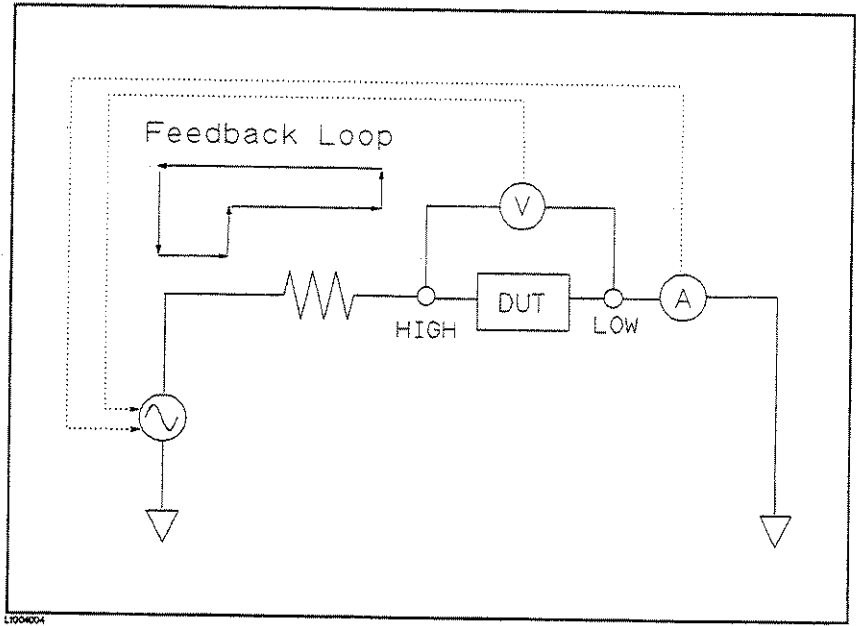 Feedback Loop
V
HIGH
DUT
LOW
A
L1004004